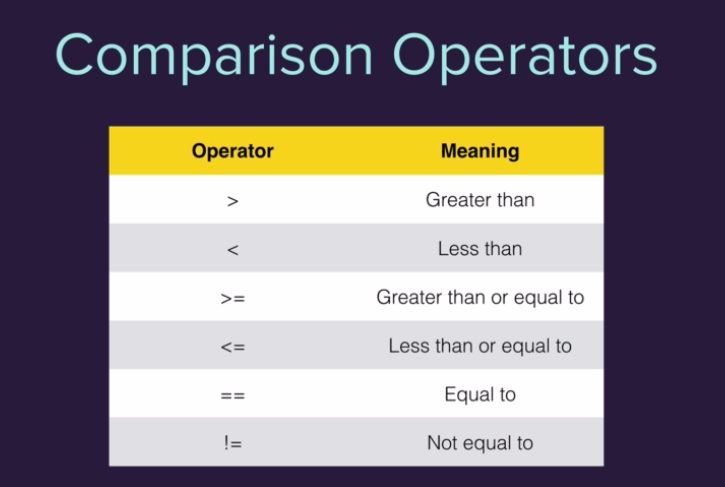 Comparison Operators
Operator Meaning
> Greater than
< Less than
>= Greater than or equal to
<= Less than or equal to
== Equal to
!= Not equal to